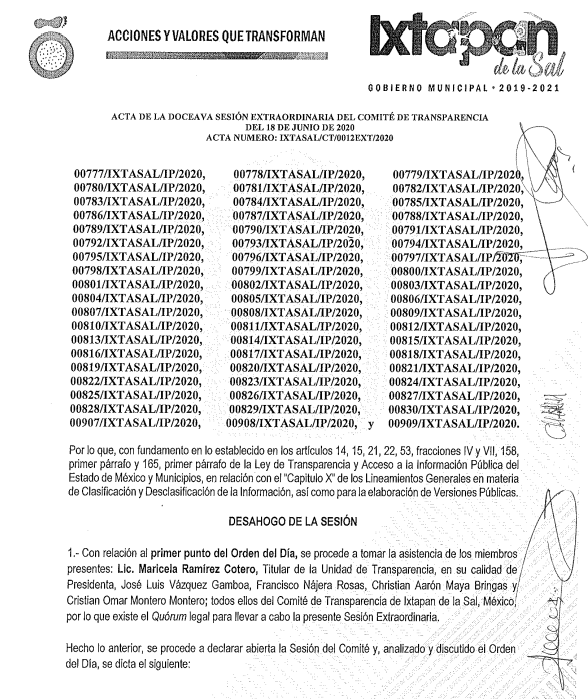 ACCIONES Y VALORES QUE TRANSFORMAN
Ixtapan
de la Sal
GOBIERNO MUNICIPAL • 2019-2021
ACTA DE LA DOCEAVA SESIÓN EXTRAORDINARIA DEL COMITÉ DE TRANSPARENCIA
DEL 18 DE JUNIO DE 2020
ACTA NUMERO: IXTASAL/CT/0012EXT/2020
00777/IXTASAL/IP/2020, 00778/IXTASAL/IP/2020, 00779/IXTASAL/IP/2020,
00780/IXTASAL/IP/2020, 00781/IXTASAL/IP/2020, 00782/IXTASAL/IP/2020,
00783/IXTASAL/IP/2020, 00784/IXTASAL/IP/2020, 00785/IXTASAL/IP/2020,
00786/IXTASAL/IP/2020, 00787/IXTASAL/IP/2020, 00788/IXTASAL/IP/2020,
00789/IXTASAL/IP/2020, 00790/IXTASAL/IP/2020, 00791/IXTASAL/IP/2020,
00792/IXTASAL/IP/2020, 00793/IXTASAL/IP/2020, 00794/IXTASAL/IP/2020,
00795/IXTASAL/IP/2020, 00796/IXTASAL/IP/2020, 00797/IXTASAL/IP/2020,
00798/IXTASAL/IP/2020, 00799/IXTASAL/IP/2020, 00800/IXTASAL/IP/2020,
00801/IXTASAL/IP/2020, 00802/IXTASAL/IP/2020, 00803/IXTASAL/IP/2020,
00804/IXTASAL/IP/2020, 00805/IXTASAL/IP/2020, 00806/IXTASAL/IP/2020,
00807/IXTASAL/IP/2020, 00808/IXTASAL/IP/2020, 00809/IXTASAL/IP/2020,
00810/IXTASAL/IP/2020, 00811/IXTASAL/IP/2020, 00812/IXTASAL/IP/2020,
00813/IXTASAL/IP/2020, 00814/IXTASAL/IP/2020, 00815/IXTASAL/IP/2020,
00816/IXTASAL/IP/2020, 00817/IXTASAL/IP/2020, 00818/IXTASAL/IP/2020,
00819/IXTASAL/IP/2020, 00820/IXTASAL/IP/2020, 00821/IXTASAL/IP/2020,
00822/IXTASAL/IP/2020, 00823/IXTASAL/IP/2020, 00824/IXTASAL/IP/2020,
00825/IXTASAL/IP/2020, 00826/IXTASAL/IP/2020, 00827/IXTASAL/IP/2020,
00828/IXTASAL/IP/2020, 00829/IXTASAL/IP/2020, 00830/IXTASAL/IP/2020,
00907/IXTASAL/IP/2020, 00908/IXTASAL/IP/2020, y 00909/IXTASAL/IP/2020.
Por lo que, con fundamento en lo establecido en los artículos 14, 15, 21, 22, 53, fracciones IV y VII, 158,
primer párrafo y 165, primer párrafo de la Ley de Transparencia y Acceso a la información Pública del
Estado de México y Municipios, en relación con el "Capitulo X" de los Lineamientos Generales en materia
de Clasificación y Desclasificación de la Información, así como para la elaboración de Versiones Públicas.
DESAHOGO DE LA SESIÓN
1.- Con relación al primer punto del Orden del Día, se procede a tomar la asistencia de los miembros
presentes: Lic. Maricela Ramírez Cotero, Titular de la Unidad de Transparencia, en su calidad de
Presidenta, José Luis Vázquez Gamboa, Francisco Nájera Rosas, Christian Aarón Maya Bringas y
Cristian Omar Montero Montero; todos ellos del Comité de Transparencia de Ixtapan de la Sal, México,
por lo que existe el Quórum legal para llevar a cabo la presente Sesión Extraordinaria.
Hecho lo anterior, se procede a declarar abierta la Sesión del Comité y, analizado y discutido el Orden
del Día, se dicta el siguiente: